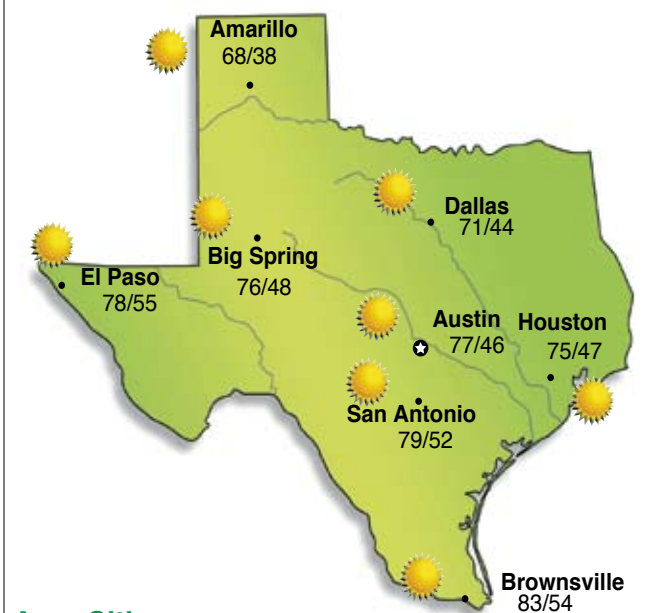 Amarillo
68/38
Dallas
71/44
Big Spring
76/48
El Paso
78/55
Austin
77/46
Houston
75/47
San Antonio
79/52
Brownsville
83/54